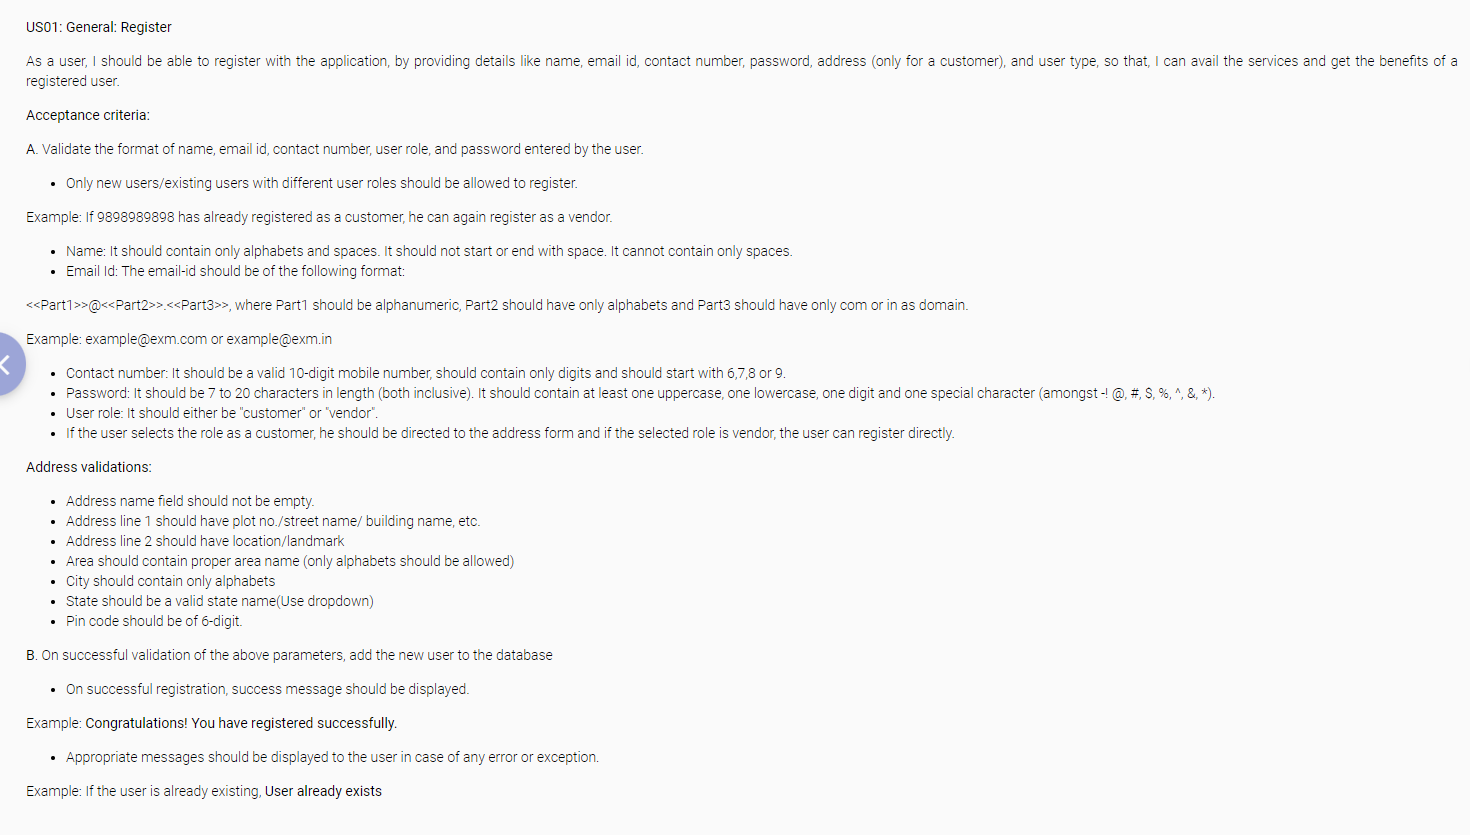 US01: General: Register
As a user, I should be able to register with the application, by providing details like name, email id, contact number, password, address (only for a customer), and user type, so that, I can avail the services and get the benefits of a
registered user.
Acceptance criteria:
A. Validate the format of name, email id, contact number, user role, and password entered by the user.
• Only new users/existing users with different user roles should be allowed to register.
Example: If 9898989898 has already registered as a customer, he can again register as a vendor.
• Name: It should contain only alphabets and spaces. It should not start or end with space. It cannot contain only spaces.
• Email Id: The email-id should be of the following format:
<<Part1>>@<<Part2>>.<<Part3>>, where Part1 should be alphanumeric, Part2 should have only alphabets and Part3 should have only com or in as domain.
Example: example@exm.com or example@exm.in
• Contact number: It should be a valid 10-digit mobile number, should contain only digits and should start with 6,7,8 or 9.
• Password: It should be 7 to 20 characters in length (both inclusive). It should contain at least one uppercase, one lowercase, one digit and one special character (amongst -! @, #, $, %, ^, &, *).
• User role: It should either be "customer" or "vendor".
• If the user selects the role as a customer, he should be directed to the address form and if the selected role is vendor, the user can register directly.
Address validations:
• Address name field should not be empty.
• Address line 1 should have plot no./street name/ building name, etc.
• Address line 2 should have location/landmark
• Area should contain proper area name (only alphabets should be allowed)
• City should contain only alphabets
• State should be a valid state name(Use dropdown)
• Pin code should be of 6-digit.
B. On successful validation of the above parameters, add the new user to the database
• On successful registration, success message should be displayed.
Example: Congratulations! You have registered successfully.
• Appropriate messages should be displayed to the user in case of any error or exception.
Example: If the user is already existing, User already exists